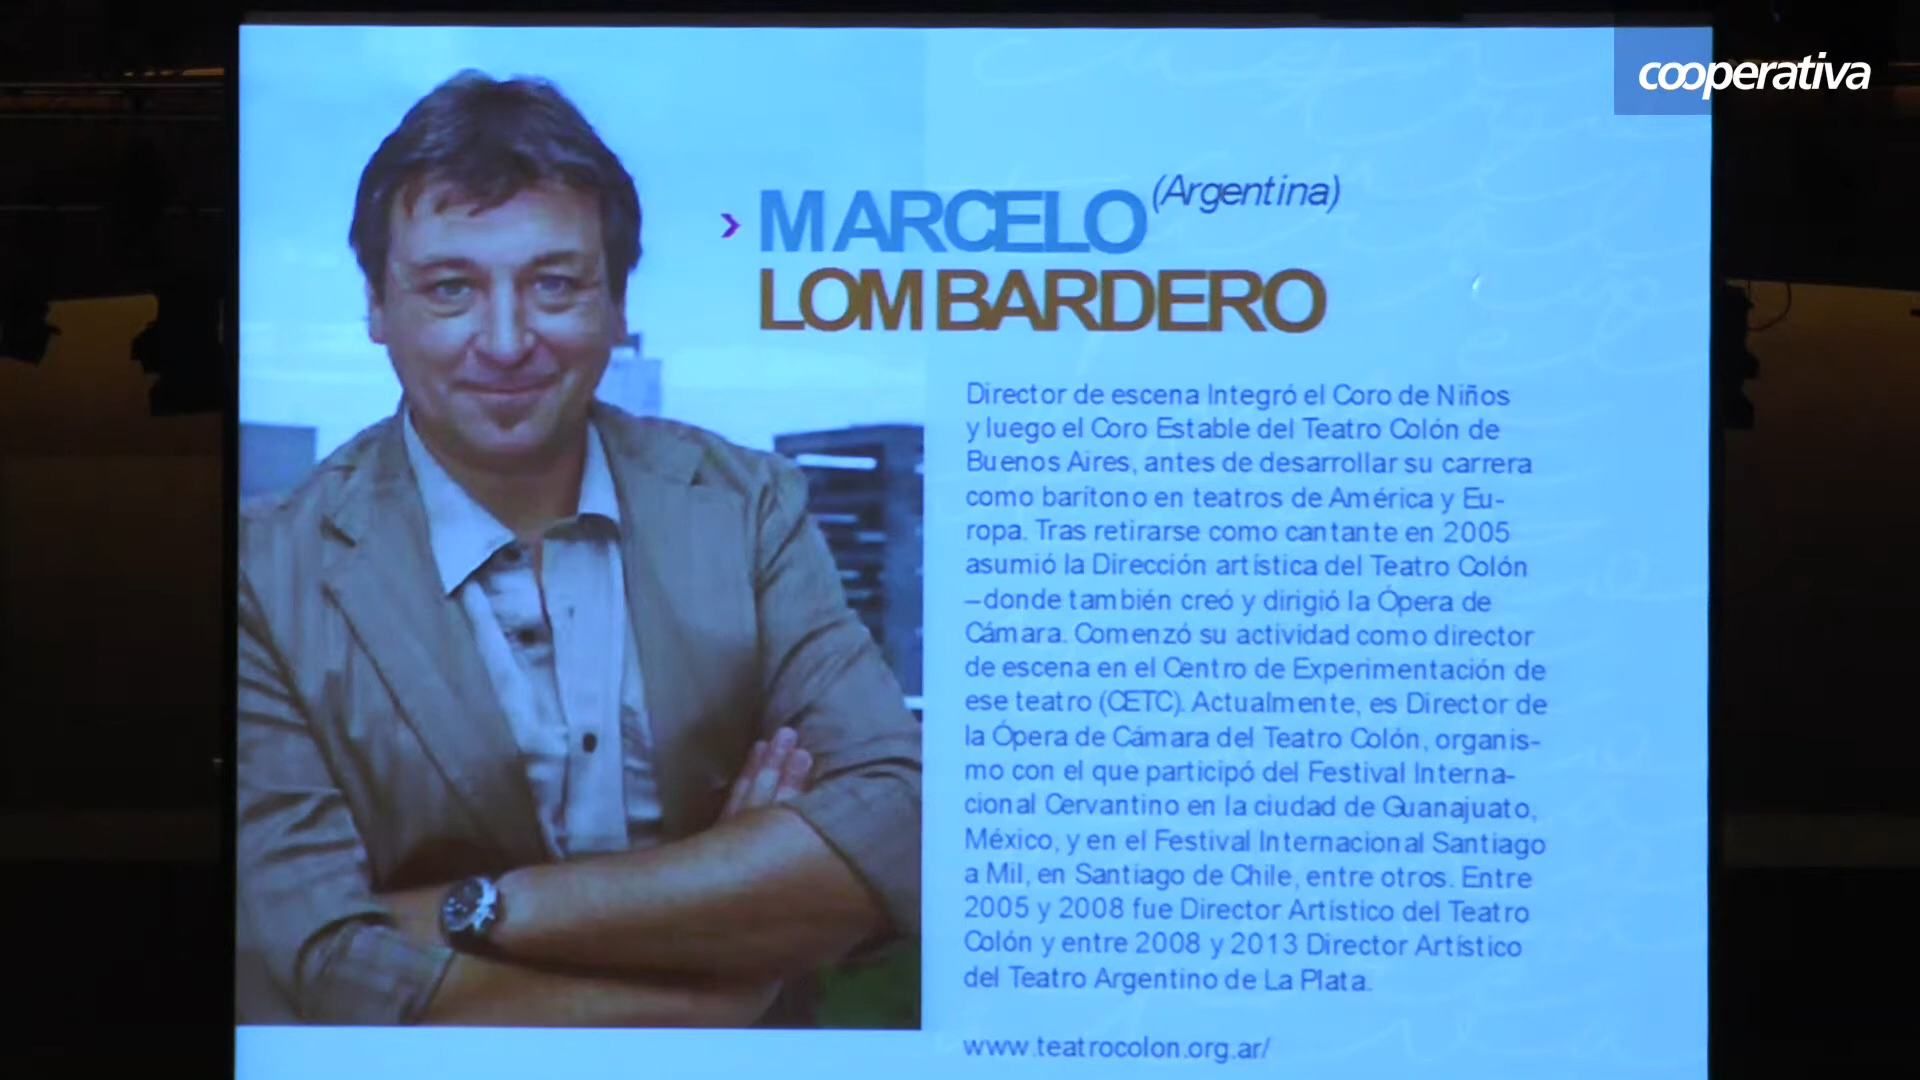 cooperativa
(Argentina)
› MARCELO
LOMBARDERO
Director de escena Integró el Coro de Niños
y luego el Coro Estable del Teatro Colón de
Buenos Aires, antes de desarrollar su carrera
como barítono en teatros de América y Eu-
ropa. Tras retirarse como cantante en 2005
asumió la Dirección artística del Teatro Colón
–donde también creó y dirigió la Ópera de
Cámara. Comenzó su actividad como director
de escena en el Centro de Experimentación de
ese teatro (CETC). Actualmente, es Director de
la Ópera de Cámara del Teatro Colón, organis-
mo con el que participó del Festival Interna-
cional Cervantino en la ciudad de Guanajuato,
México, y en el Festival Internacional Santiago
a Mil, en Santiago de Chile, entre otros. Entre
2005 y 2008 fue Director Artístico del Teatro
Colón y entre 2008 y 2013 Director Artístico
del Teatro Argentino de La Plata.
www.teatrocolon.org.ar/